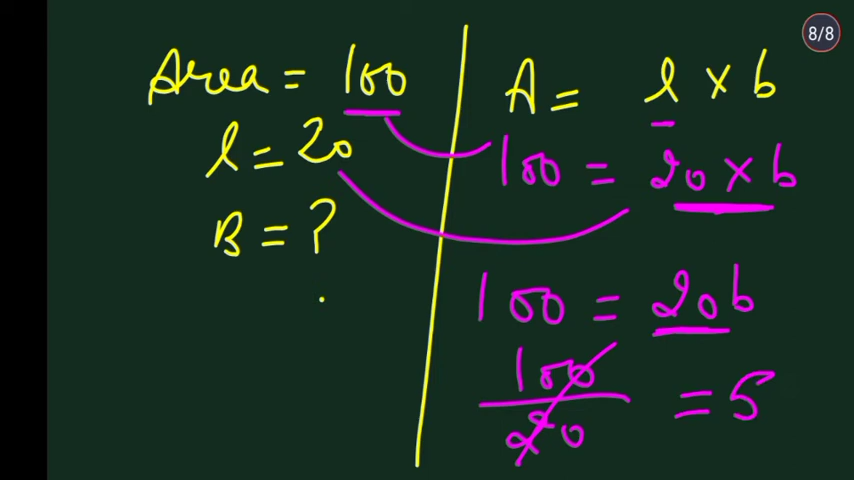 Area = 100
l = 20
B = ?
A = l × b
100 = 20 × b
100 = 20b
100/20 = 5
8/8